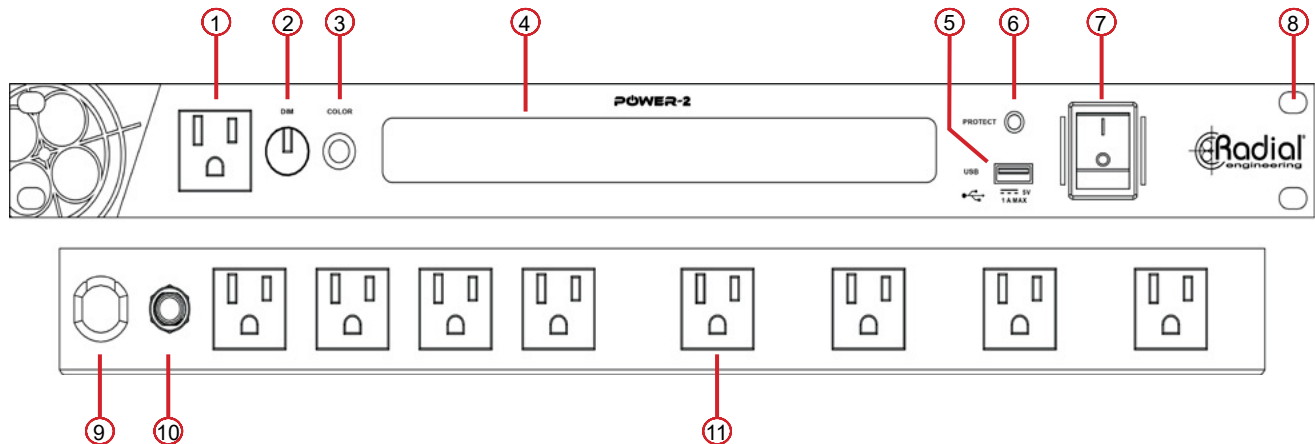 1 2 3 4 5 6 7 8
POWER-2
DIM COLOR
PROTECT
USB
5V
1 A MAX
I
O
Radial®
engineering
9 10 11